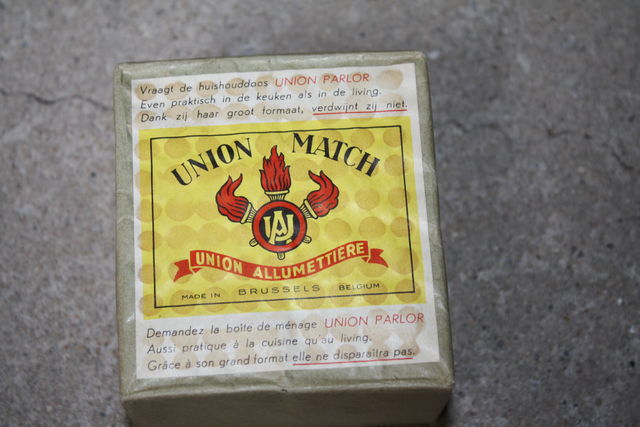 Vraagt de huishouddoos UNION PARLOR
Even praktisch in de keuken als in de living.
Dank zij haar groot formaat, verdwijnt zij niet.
UNION MATCH
UA
UNION ALLUMETTIÈRE
MADE IN BRUSSELS BELGIUM
Demandez la boîte de ménage UNION PARLOR
Aussi pratique à la cuisine qu'au living.
Grâce à son grand format elle ne disparaîtra pas.